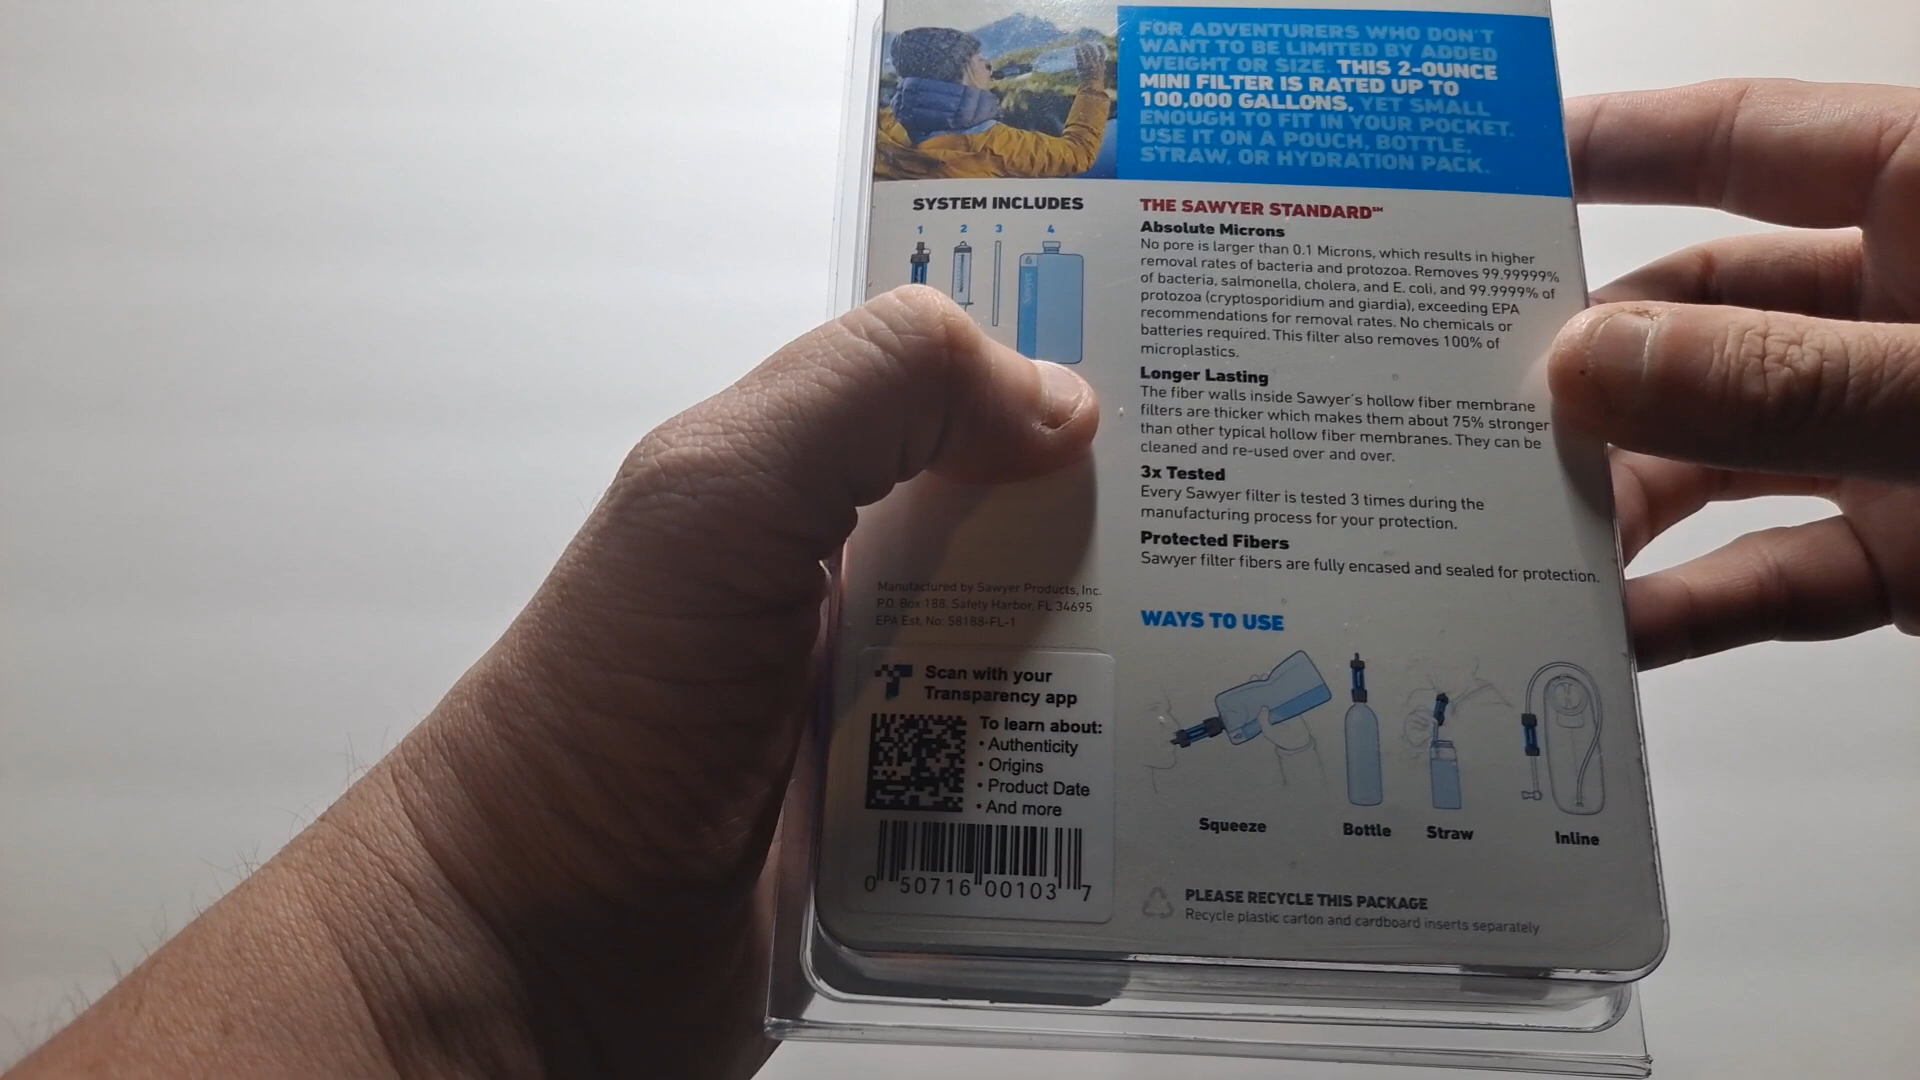 FOR ADVENTURERS WHO DON'T
WANT TO BE LIMITED BY ADDED
WEIGHT OR SIZE. THIS 2-OUNCE
MINI FILTER IS RATED UP TO
100,000 GALLONS, YET SMALL
ENOUGH TO FIT IN YOUR POCKET.
USE IT ON A POUCH, BOTTLE,
STRAW, OR HYDRATION PACK.
SYSTEM INCLUDES
1 2 3 4
Sawyer
THE SAWYER STANDARD℠
Absolute Microns
No pore is larger than 0.1 Microns, which results in higher
removal rates of bacteria and protozoa. Removes 99.99999%
of bacteria, salmonella, cholera, and E. coli, and 99.9999% of
protozoa (cryptosporidium and giardia), exceeding EPA
recommendations for removal rates. No chemicals or
batteries required. This filter also removes 100% of
microplastics.
Longer Lasting
The fiber walls inside Sawyer's hollow fiber membrane
filters are thicker which makes them about 75% stronger
than other typical hollow fiber membranes. They can be
cleaned and re-used over and over.
3x Tested
Every Sawyer filter is tested 3 times during the
manufacturing process for your protection.
Protected Fibers
Sawyer filter fibers are fully encased and sealed for protection.
Manufactured by Sawyer Products, Inc.
P.O. Box 188, Safety Harbor, FL 34695
EPA Est. No: 58188-FL-1
Scan with your
Transparency app
To learn about:
• Authenticity
• Origins
• Product Date
• And more
0 50716 00103 7
WAYS TO USE
Squeeze
Bottle
Straw
Inline
PLEASE RECYCLE THIS PACKAGE
Recycle plastic carton and cardboard inserts separately